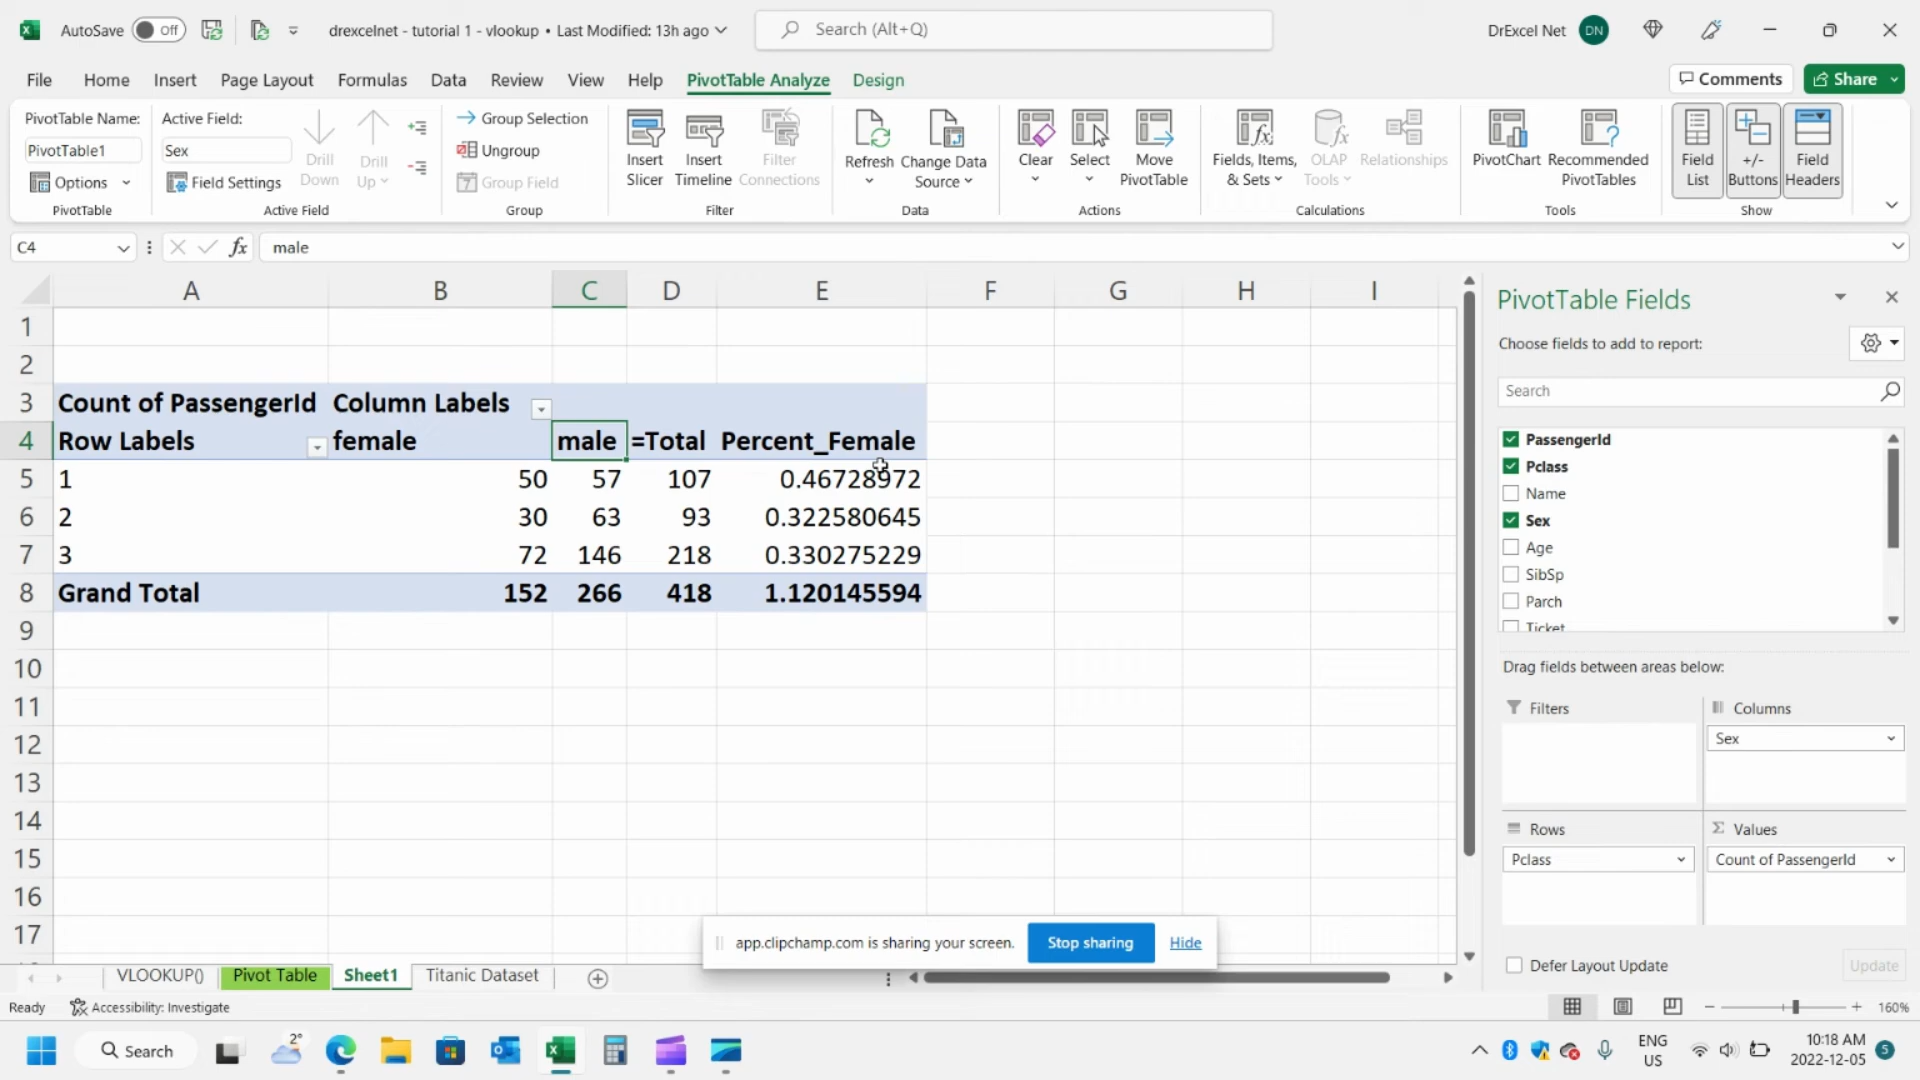 AutoSave Off drexcelnet - tutorial 1 - vlookup • Last Modified: 13h ago Search (Alt+Q) DrExcel Net DN
File Home Insert Page Layout Formulas Data Review View Help PivotTable Analyze Design Comments Share
PivotTable Name:
PivotTable1
Options
PivotTable
Active Field:
Sex
Field Settings
Drill
Down
Drill
Up
Active Field
Group Selection
Ungroup
Group Field
Group
Insert
Slicer
Insert
Timeline
Filter
Connections
Filter
Refresh
Change Data
Source
Data
Clear
Select
Move
PivotTable
Actions
Fields, Items,
& Sets
OLAP
Tools
Relationships
Calculations
PivotChart
Recommended
PivotTables
Tools
Field
List
+/-
Buttons
Field
Headers
Show
C4 fx male
A B C D E F G H I
1
2
3 Count of PassengerId Column Labels
4 Row Labels female male =Total Percent_Female
5 1 50 57 107 0.46728972
6 2 30 63 93 0.322580645
7 3 72 146 218 0.330275229
8 Grand Total 152 266 418 1.120145594
9
10
11
12
13
14
15
16
17
PivotTable Fields
Choose fields to add to report:
Search
PassengerId
Pclass
Name
Sex
Age
SibSp
Parch
Ticket
Drag fields between areas below:
Filters
Columns
Sex
Rows
Pclass
Σ Values
Count of PassengerId
Defer Layout Update Update
app.clipchamp.com is sharing your screen. Stop sharing Hide
VLOOKUP() Pivot Table Sheet1 Titanic Dataset
Ready Accessibility: Investigate 160%
Search 2° ENG
US
10:18 AM
2022-12-05
5